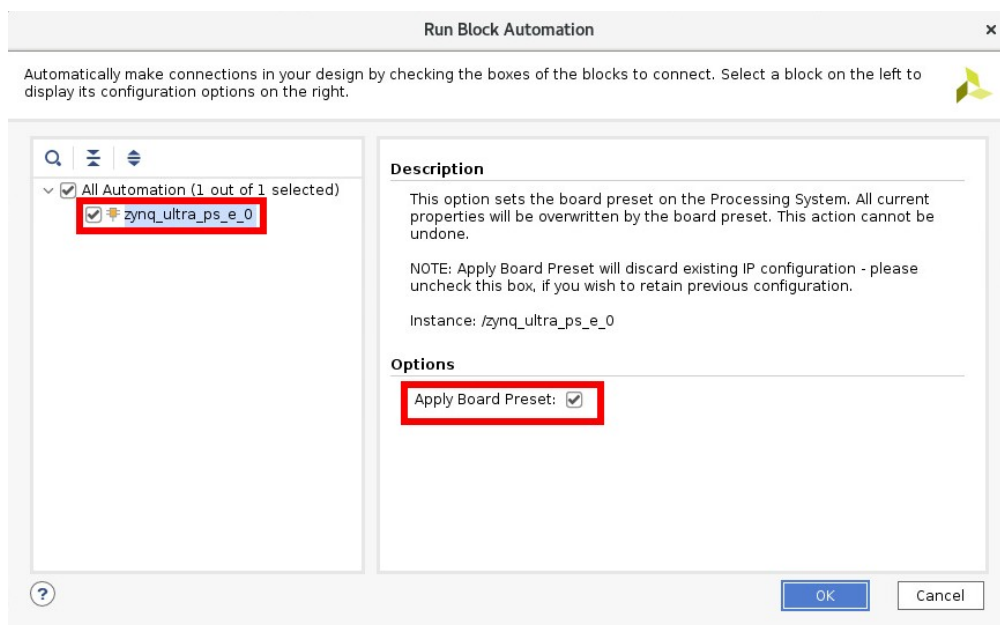 Run Block Automation
Automatically make connections in your design by checking the boxes of the blocks to connect. Select a block on the left to
display its configuration options on the right.
All Automation (1 out of 1 selected)
zynq_ultra_ps_e_0
Description
This option sets the board preset on the Processing System. All current
properties will be overwritten by the board preset. This action cannot be
undone.
NOTE: Apply Board Preset will discard existing IP configuration - please
uncheck this box, if you wish to retain previous configuration.
Instance: /zynq_ultra_ps_e_0
Options
Apply Board Preset:
?
OK
Cancel